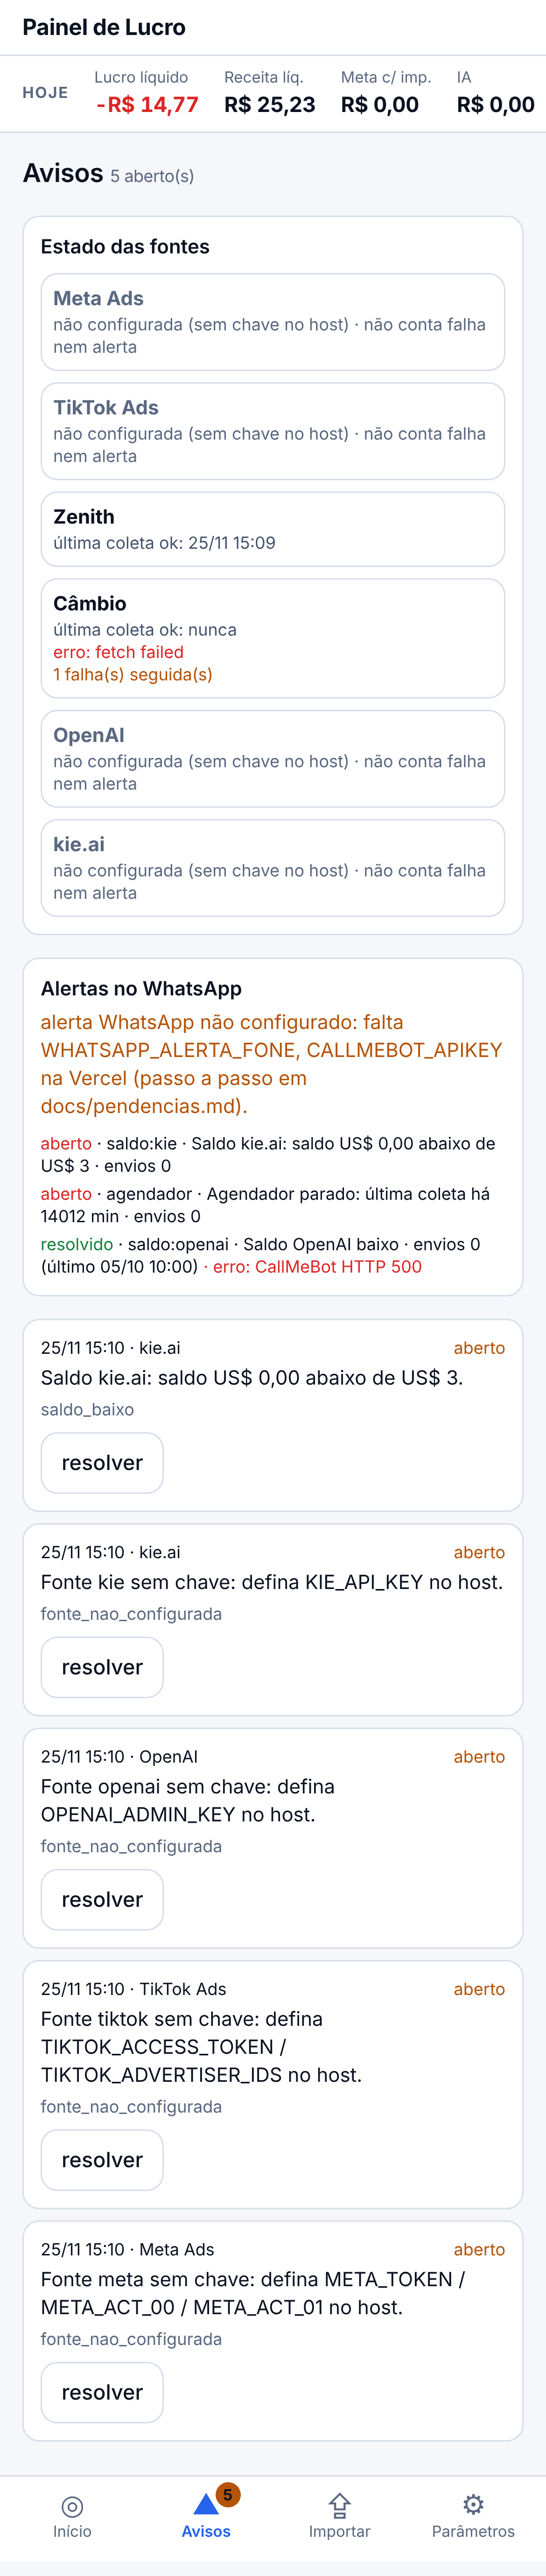 Painel de Lucro
HOJE
Lucro líquido
-R$ 14,77
Receita líq.
R$ 25,23
Meta c/ imp.
R$ 0,00
IA
R$ 0,00
Avisos 5 aberto(s)
Estado das fontes
Meta Ads
não configurada (sem chave no host) · não conta falha
nem alerta
TikTok Ads
não configurada (sem chave no host) · não conta falha
nem alerta
Zenith
última coleta ok: 25/11 15:09
Câmbio
última coleta ok: nunca
erro: fetch failed
1 falha(s) seguida(s)
OpenAI
não configurada (sem chave no host) · não conta falha
nem alerta
kie.ai
não configurada (sem chave no host) · não conta falha
nem alerta
Alertas no WhatsApp
alerta WhatsApp não configurado: falta
WHATSAPP_ALERTA_FONE, CALLMEBOT_APIKEY
na Vercel (passo a passo em
docs/pendencias.md).
aberto · saldo:kie · Saldo kie.ai: saldo US$ 0,00 abaixo de
US$ 3 · envios 0
aberto · agendador · Agendador parado: última coleta há
14012 min · envios 0
resolvido · saldo:openai · Saldo OpenAI baixo · envios 0
(último 05/10 10:00) · erro: CallMeBot HTTP 500
25/11 15:10 · kie.ai aberto
Saldo kie.ai: saldo US$ 0,00 abaixo de US$ 3.
saldo_baixo
resolver
25/11 15:10 · kie.ai aberto
Fonte kie sem chave: defina KIE_API_KEY no host.
fonte_nao_configurada
resolver
25/11 15:10 · OpenAI aberto
Fonte openai sem chave: defina
OPENAI_ADMIN_KEY no host.
fonte_nao_configurada
resolver
25/11 15:10 · TikTok Ads aberto
Fonte tiktok sem chave: defina
TIKTOK_ACCESS_TOKEN /
TIKTOK_ADVERTISER_IDS no host.
fonte_nao_configurada
resolver
25/11 15:10 · Meta Ads aberto
Fonte meta sem chave: defina META_TOKEN /
META_ACT_00 / META_ACT_01 no host.
fonte_nao_configurada
resolver
5
Início
Avisos
Importar
Parâmetros